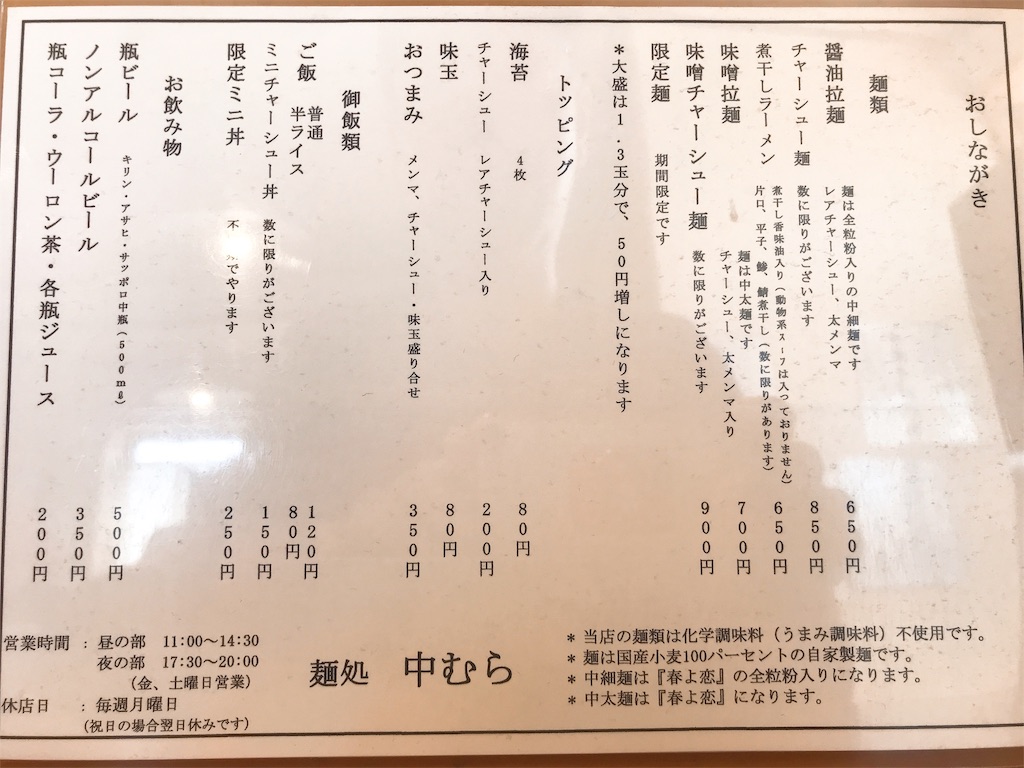 おしながき
麺類
醤油拉麺 麺は全粒粉入りの中細麺です 650円
レアチャーシュー、太メンマ
チャーシュー麺 数に限りがございます 850円
煮干しラーメン 煮干し香味油入り(動物系スープは入っておりません) 650円
片口、平子、鯵、鯖煮干し(数に限りがあります)
味噌拉麺 麺は中太麺です 700円
チャーシュー、太メンマ入り
味噌チャーシュー麺 数に限りがございます 900円
限定麺 期間限定です
*大盛は1.3玉分で、50円増しになります
トッピング
海苔 4枚 80円
チャーシュー レアチャーシュー入り 200円
味玉 80円
おつまみ メンマ、チャーシュー・味玉盛り合せ 350円
御飯類
ご飯 普通 120円
半ライス 80円
ミニチャーシュー丼 数に限りがございます 150円
限定ミニ丼 不でやります 250円
お飲み物
瓶ビール キリン・アサヒ・サッポロ中瓶(500mℓ) 500円
ノンアルコールビール 350円
瓶コーラ・ウーロン茶・各瓶ジュース 200円
*当店の麺類は化学調味料(うまみ調味料)不使用です。
*麺は国産小麦100パーセントの自家製麺です。
*中細麺は『春よ恋』の全粒粉入りになります。
*中太麺は『春よ恋』になります。
麺処 中むら
営業時間 : 昼の部 11:00~14:30
夜の部 17:30~20:00
(金、土曜日営業)
休店日 : 毎週月曜日
(祝日の場合翌日休みです)